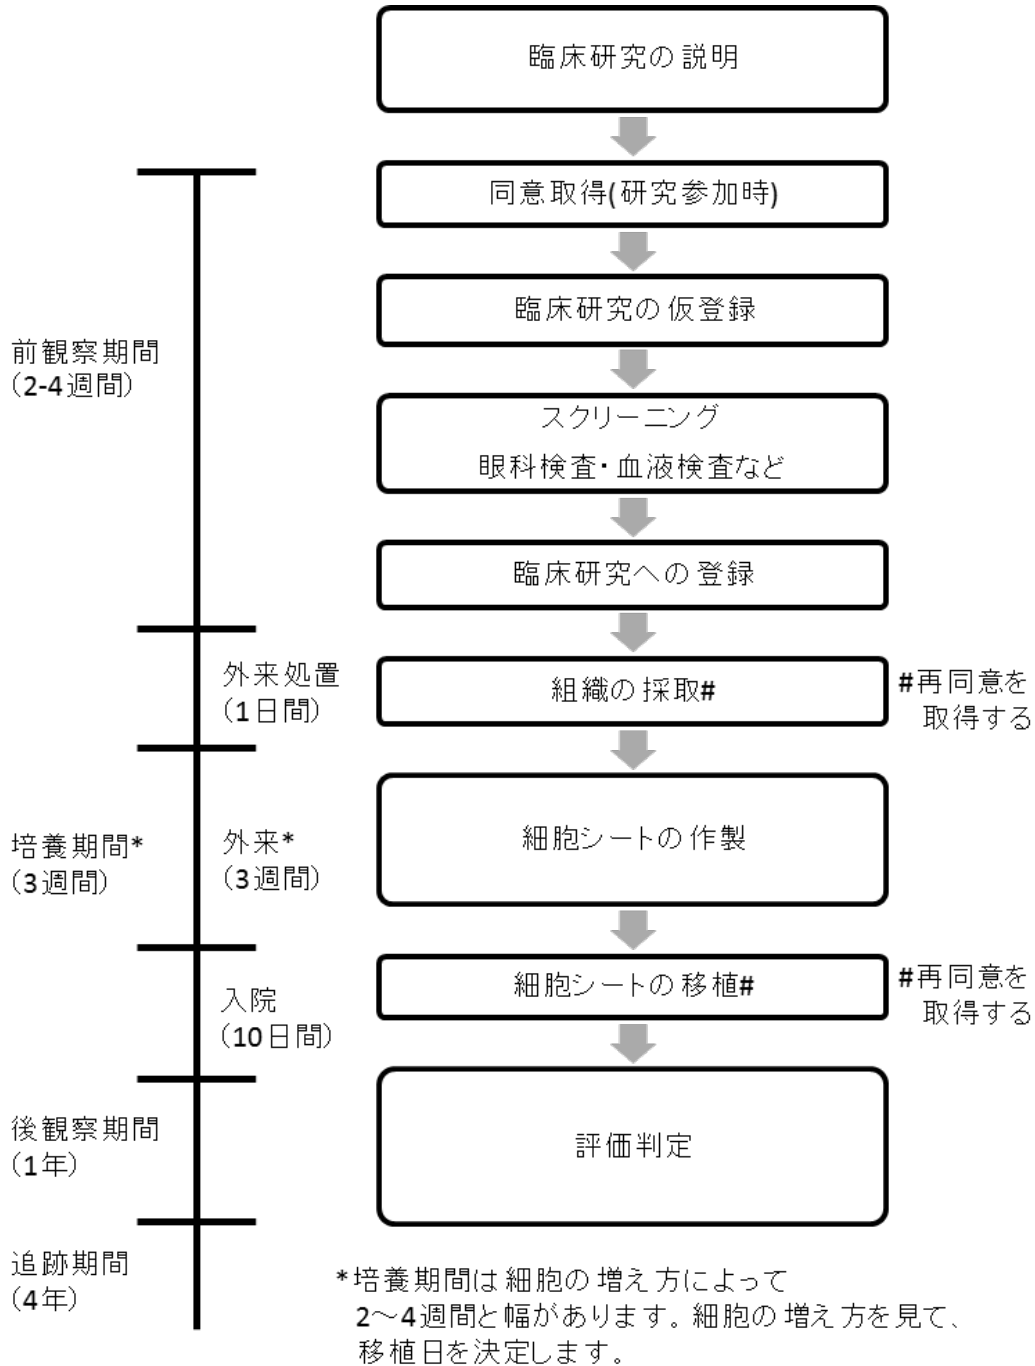 臨床研究の説明
同意取得(研究参加時)
臨床研究の仮登録
前観察期間
(2-4週間)
スクリーニング
眼科検査・血液検査など
臨床研究への登録
外来処置
(1日間)
組織の採取#
#再同意を
取得する
培養期間*
(3週間)
外来*
(3週間)
細胞シートの作製
入院
(10日間)
細胞シートの移植#
#再同意を
取得する
後観察期間
(1年)
評価判定
追跡期間
(4年)
*培養期間は細胞の増え方によって
2～4週間と幅があります。細胞の増え方を見て、
移植日を決定します。